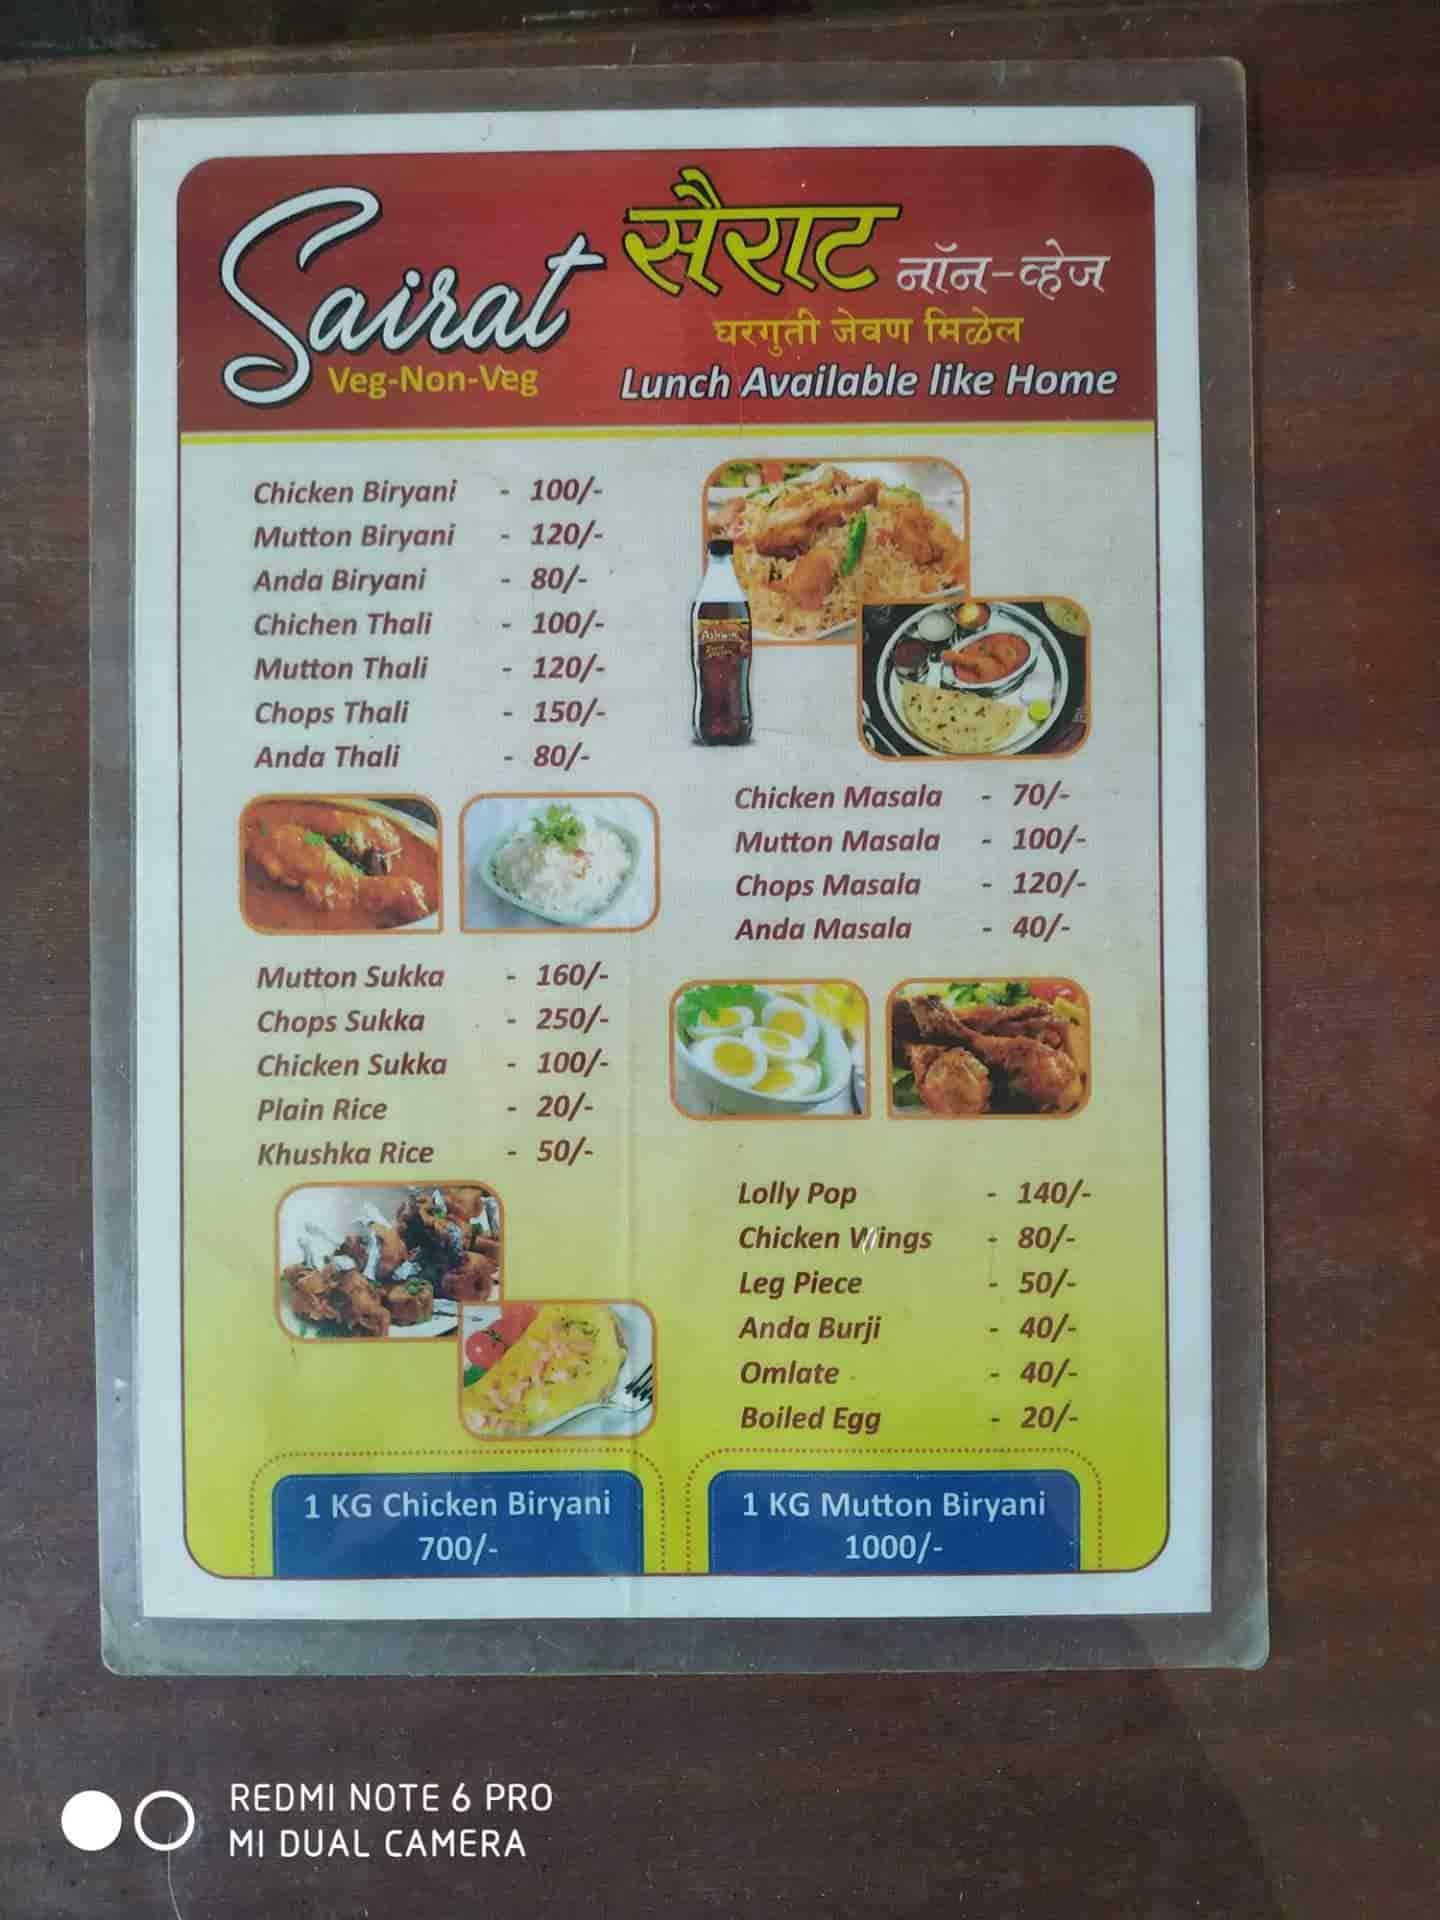 Sairat
Veg-Non-Veg
सैराट नॉन-व्हेज
घरगुती जेवण मिळेल
Lunch Available like Home
Chicken Biryani - 100/-
Mutton Biryani - 120/-
Anda Biryani - 80/-
Chichen Thali - 100/-
Mutton Thali - 120/-
Chops Thali - 150/-
Anda Thali - 80/-
Ashwin
Chicken Masala - 70/-
Mutton Masala - 100/-
Chops Masala - 120/-
Anda Masala - 40/-
Mutton Sukka - 160/-
Chops Sukka - 250/-
Chicken Sukka - 100/-
Plain Rice - 20/-
Khushka Rice - 50/-
Lolly Pop - 140/-
Chicken Wings - 80/-
Leg Piece - 50/-
Anda Burji - 40/-
Omlate - 40/-
Boiled Egg - 20/-
1 KG Chicken Biryani
700/-
1 KG Mutton Biryani
1000/-
REDMI NOTE 6 PRO
MI DUAL CAMERA